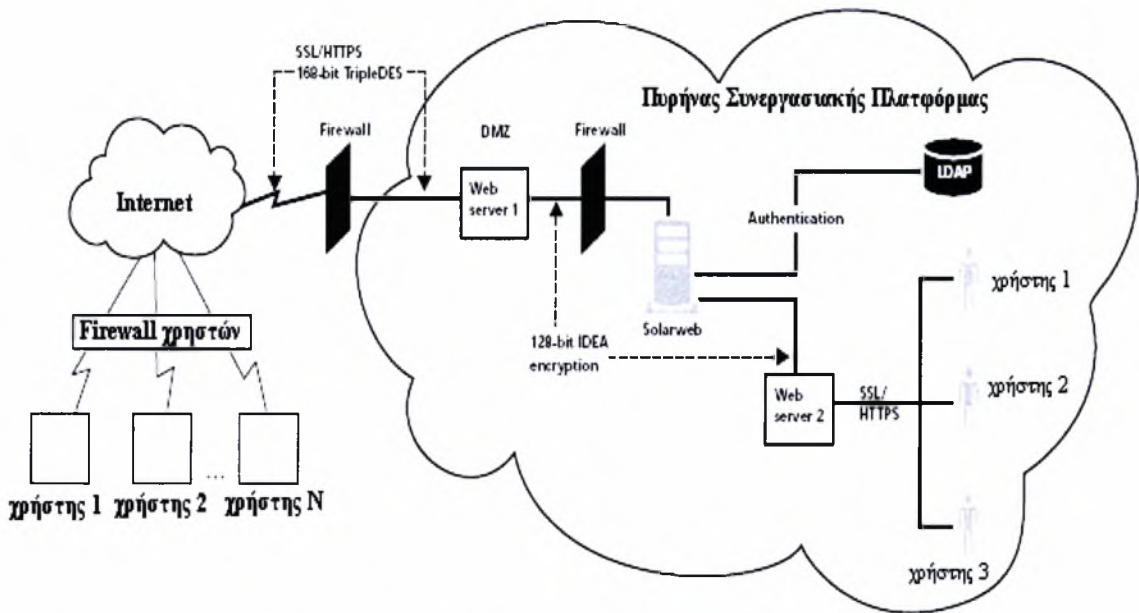 SSL/HTTPS
168-bit TripleDES
Πυρήνας Συνεργασιακής Πλατφόρμας
Firewall
DMZ
Firewall
Internet
Web
server 1
LDAP
Authentication
χρήστης 1
Firewall χρηστών
Solarweb
128-bit IDEA
encryption
Web
server 2
SSL/
HTTPS
χρήστης 2
...
χρήστης 1
χρήστης 2
χρήστης N
χρήστης 3